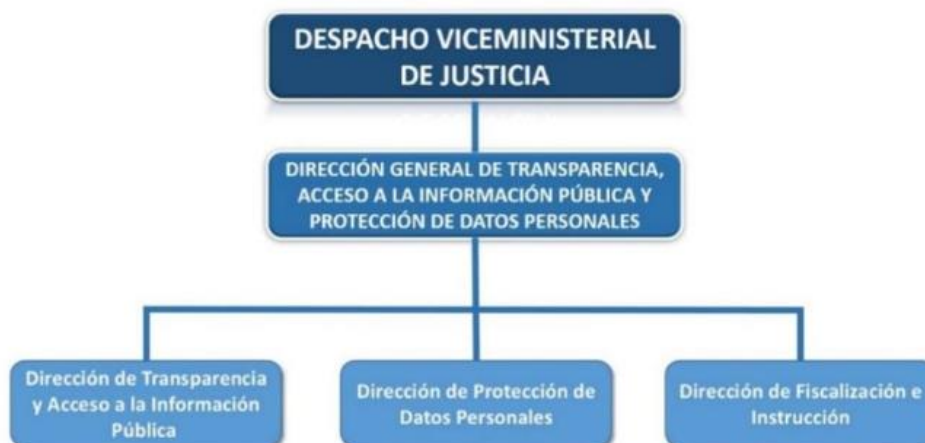 DESPACHO VICEMINISTERIAL
DE JUSTICIA
DIRECCIÓN GENERAL DE TRANSPARENCIA,
ACCESO A LA INFORMACIÓN PÚBLICA Y
PROTECCIÓN DE DATOS PERSONALES
Dirección de Transparencia
y Acceso a la Información
Pública
Dirección de Protección de
Datos Personales
Dirección de Fiscalización e
Instrucción